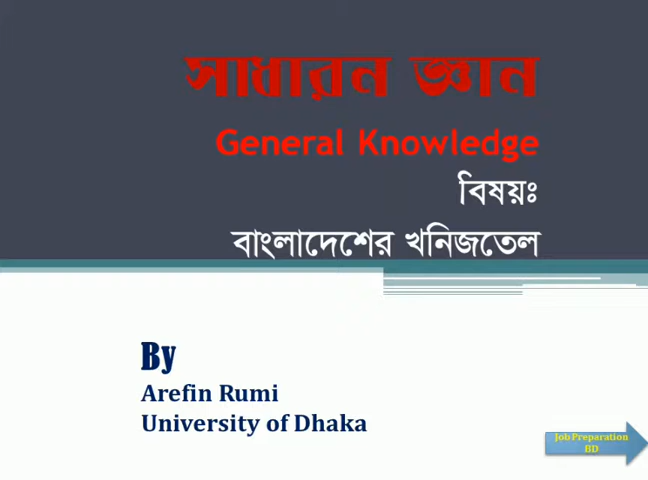 সাধারন জ্ঞান
General Knowledge
বিষয়ঃ
বাংলাদেশের খনিজতেল
By
Arefin Rumi
University of Dhaka
Job Preparation
BD